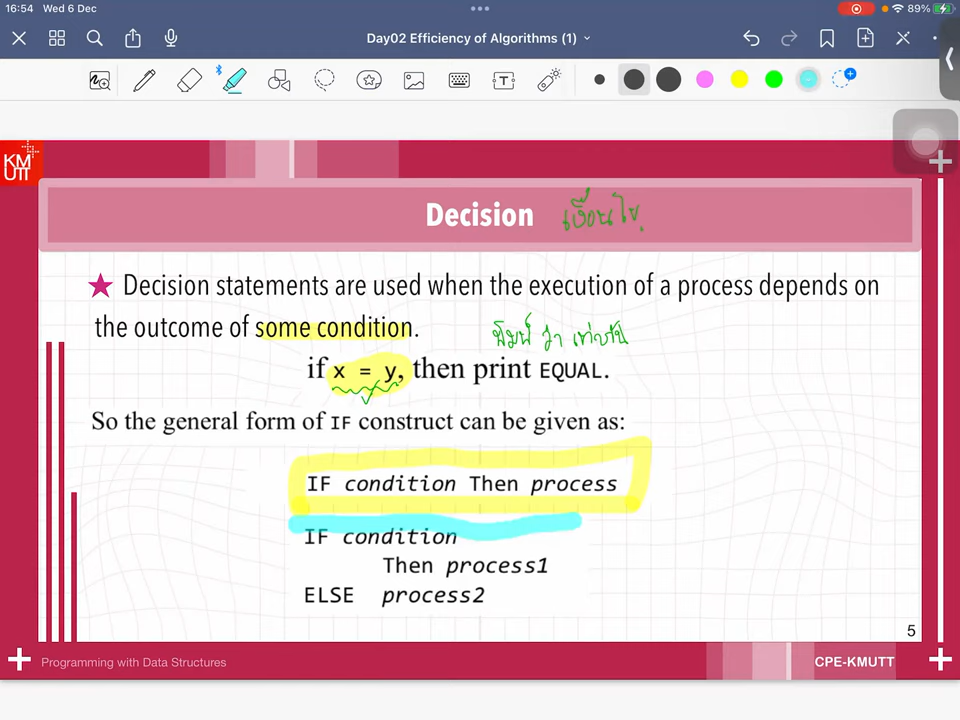 16:54 Wed 6 Dec
89%
Day02 Efficiency of Algorithms (1)
KM
UTT
Decision เงื่อนไข
★ Decision statements are used when the execution of a process depends on
the outcome of some condition.
พิมพ์ ว่า เท่ากัน
if x = y, then print EQUAL.
So the general form of IF construct can be given as:
IF condition Then process
IF condition
Then process1
ELSE process2
5
Programming with Data Structures
CPE-KMUTT